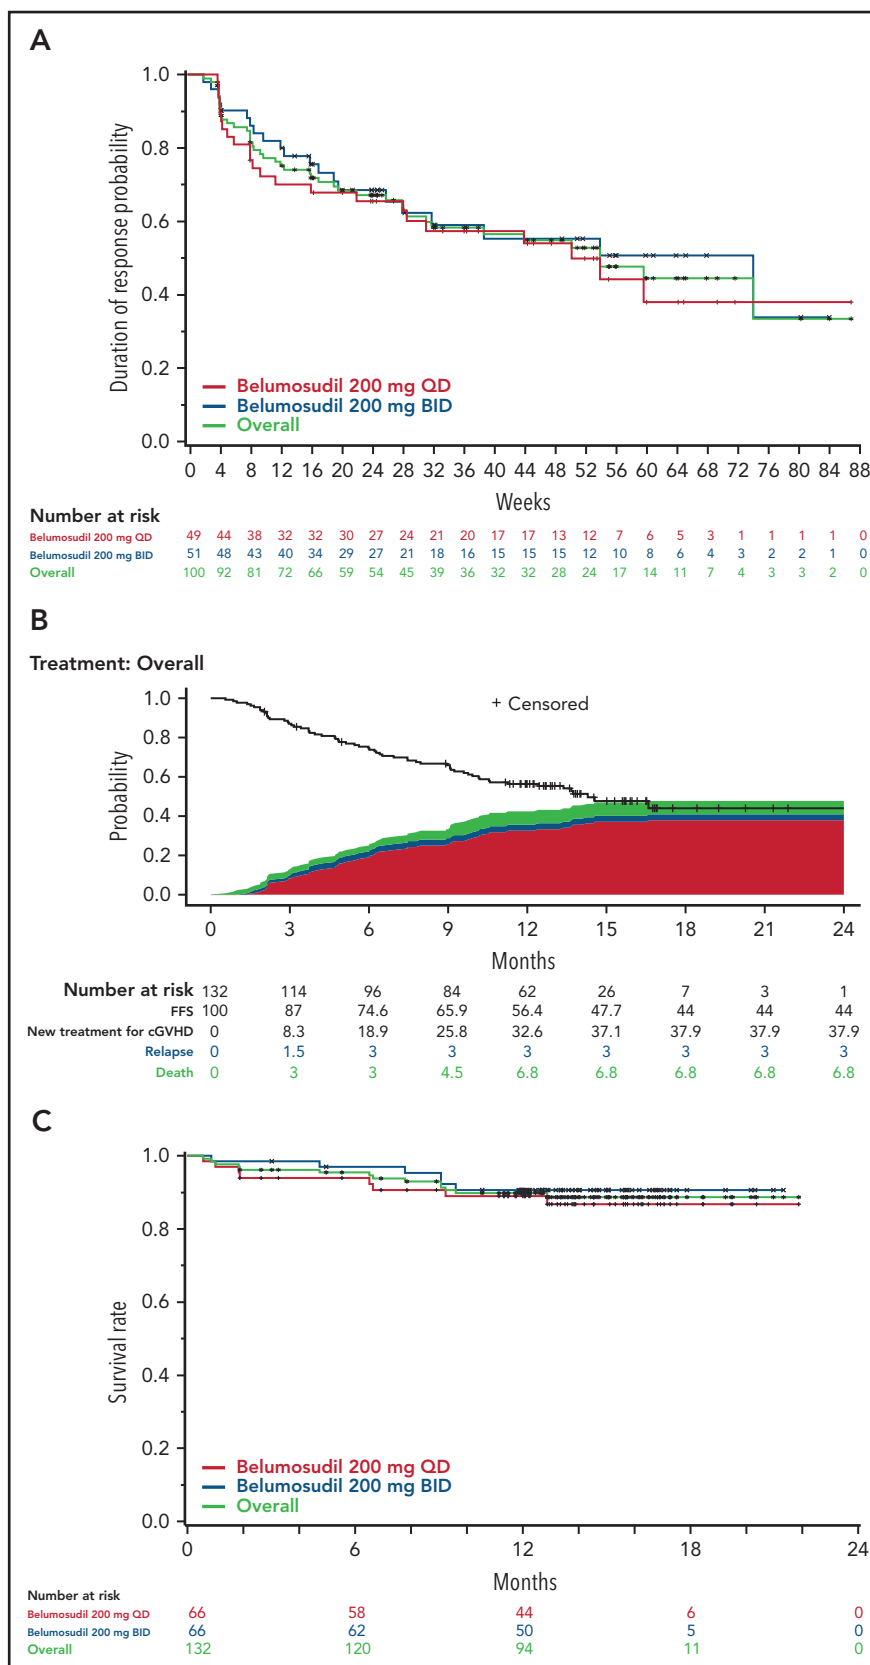 A
1.0
0.8
0.6
0.4
0.2
0.0
Duration of response probability
Belumosudil 200 mg QD
Belumosudil 200 mg BID
Overall
0 4 8 12 16 20 24 28 32 36 40 44 48 52 56 60 64 68 72 76 80 84 88
Weeks
Number at risk
Belumosudil 200 mg QD 49 44 38 32 32 30 27 24 21 20 17 17 13 12 7 6 5 3 1 1 1 1 0
Belumosudil 200 mg BID 51 48 43 40 34 29 27 21 18 16 15 15 15 12 10 8 6 4 3 2 2 1 0
Overall 100 92 81 72 66 59 54 45 39 36 32 32 28 24 17 14 11 7 4 3 3 2 0
B
Treatment: Overall
1.0
0.8
0.6
0.4
0.2
0.0
Probability
+ Censored
0 3 6 9 12 15 18 21 24
Months
Number at risk 132 114 96 84 62 26 7 3 1
FFS 100 87 74.6 65.9 56.4 47.7 44 44 44
New treatment for cGVHD 0 8.3 18.9 25.8 32.6 37.1 37.9 37.9 37.9
Relapse 0 1.5 3 3 3 3 3 3 3
Death 0 3 3 4.5 6.8 6.8 6.8 6.8 6.8
C
1.0
0.8
0.6
0.4
0.2
0.0
Survival rate
Belumosudil 200 mg QD
Belumosudil 200 mg BID
Overall
0 6 12 18 24
Months
Number at risk
Belumosudil 200 mg QD 66 58 44 6 0
Belumosudil 200 mg BID 66 62 50 5 0
Overall 132 120 94 11 0